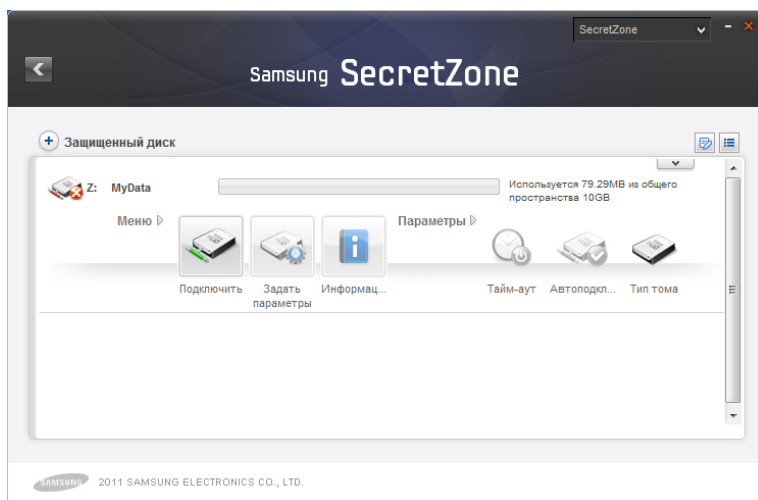 SecretZone
Samsung SecretZone
Защищенный диск
Z: MyData
Используется 79.29MB из общего
пространства 10GB
Меню
Параметры
Подключить
Задать
параметры
Информац...
Тайм-аут
Автоподкл...
Тип тома
SAMSUNG 2011 SAMSUNG ELECTRONICS CO., LTD.